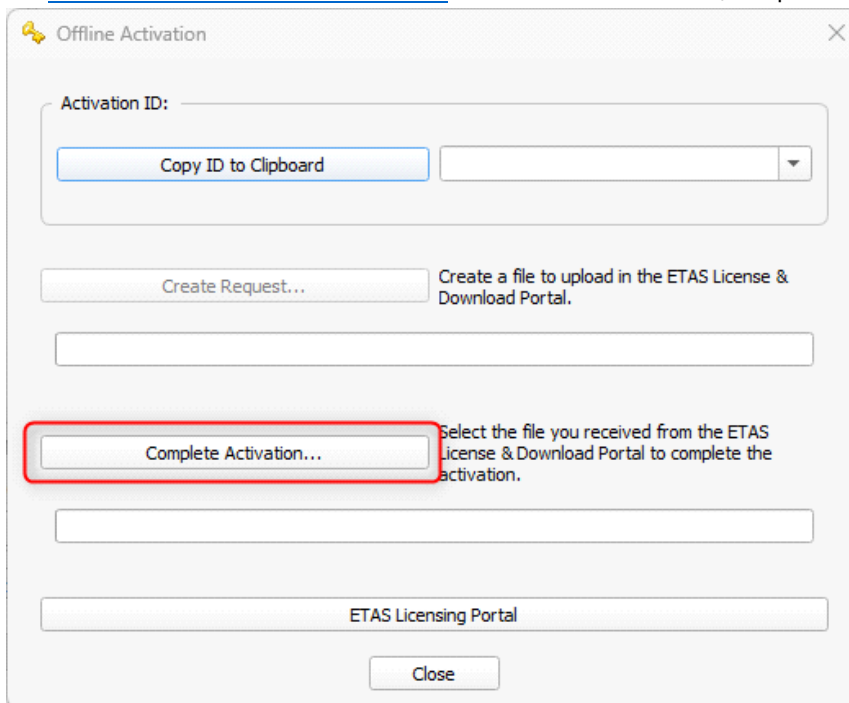 Offline Activation
Activation ID:
Copy ID to Clipboard
Create Request...
Create a file to upload in the ETAS License &
Download Portal.
Complete Activation...
Select the file you received from the ETAS
License & Download Portal to complete the
activation.
ETAS Licensing Portal
Close